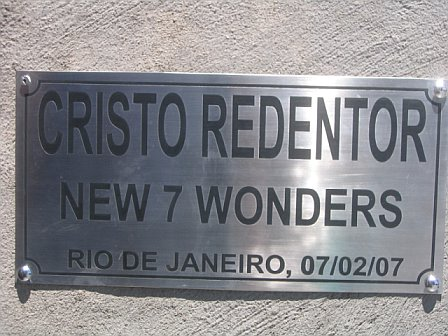 CRISTO REDENTOR
NEW 7 WONDERS
RIO DE JANEIRO, 07/02/07